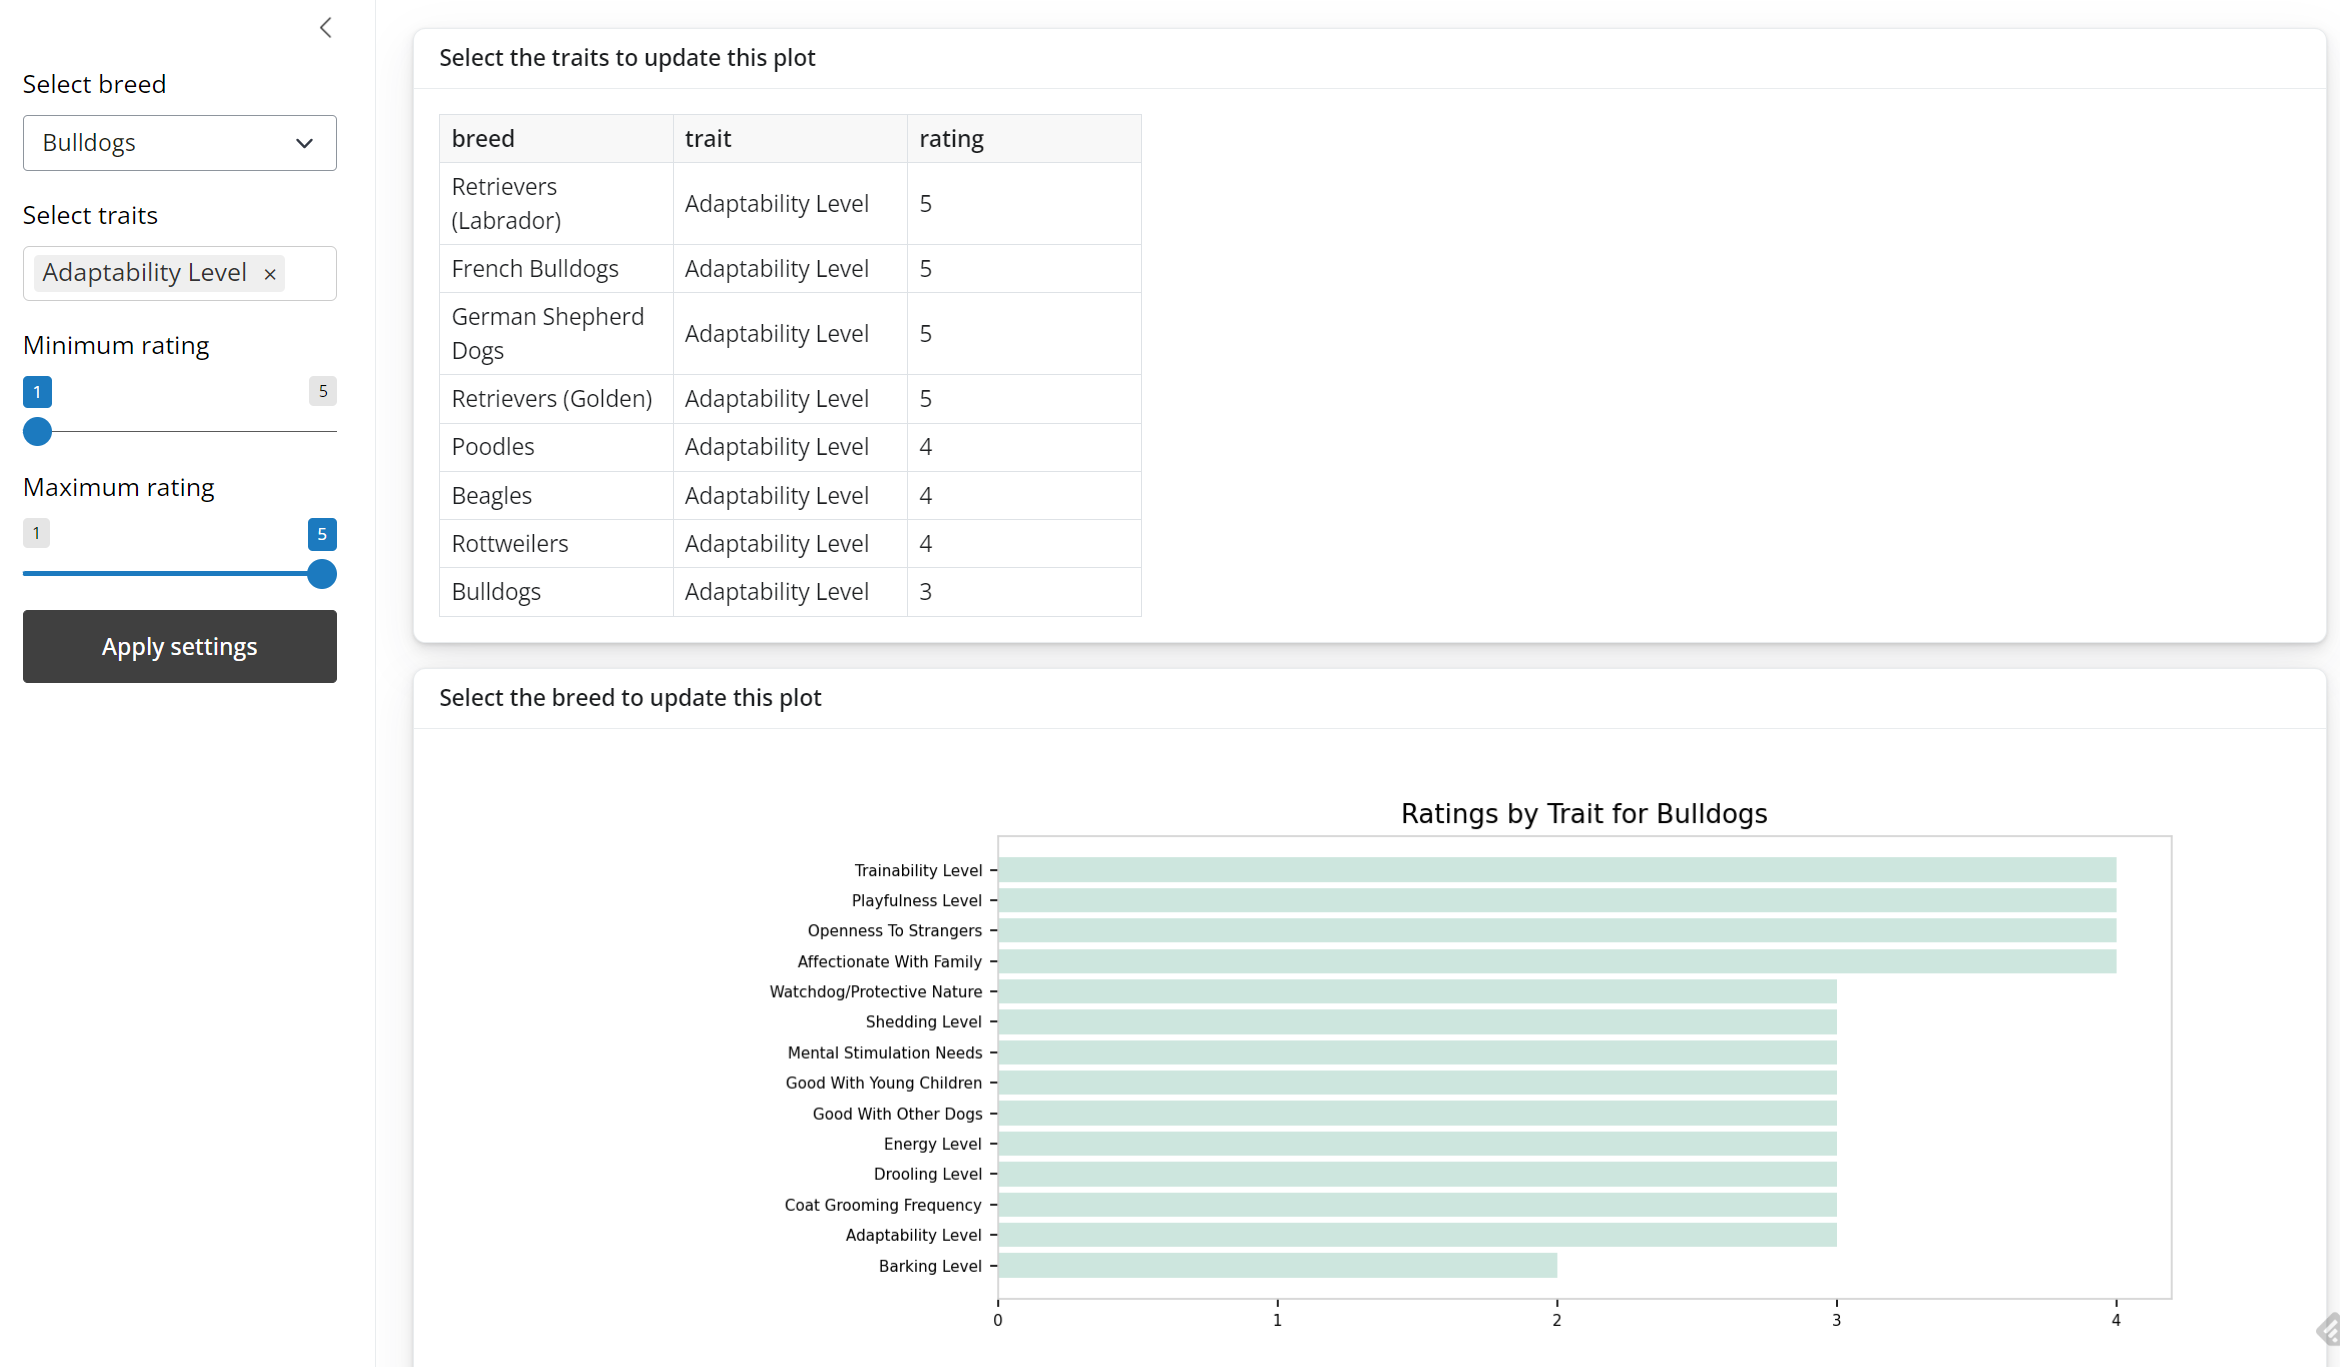 Select breed
Bulldogs
Select traits
Adaptability Level ×
Minimum rating
1 5
Maximum rating
1 5
Apply settings
Select the traits to update this plot
breed trait rating
Retrievers
(Labrador) Adaptability Level 5
French Bulldogs Adaptability Level 5
German Shepherd
Dogs Adaptability Level 5
Retrievers (Golden) Adaptability Level 5
Poodles Adaptability Level 4
Beagles Adaptability Level 4
Rottweilers Adaptability Level 4
Bulldogs Adaptability Level 3
Select the breed to update this plot
Ratings by Trait for Bulldogs
Trainability Level
Playfulness Level
Openness To Strangers
Affectionate With Family
Watchdog/Protective Nature
Shedding Level
Mental Stimulation Needs
Good With Young Children
Good With Other Dogs
Energy Level
Drooling Level
Coat Grooming Frequency
Adaptability Level
Barking Level
0 1 2 3 4